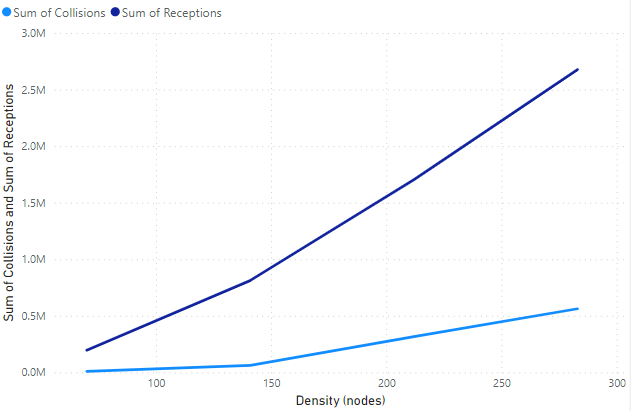 Sum of Collisions Sum of Receptions
3.0M
2.5M
2.0M
1.5M
1.0M
0.5M
0.0M
Sum of Collisions and Sum of Receptions
100 150 200 250 300
Density (nodes)